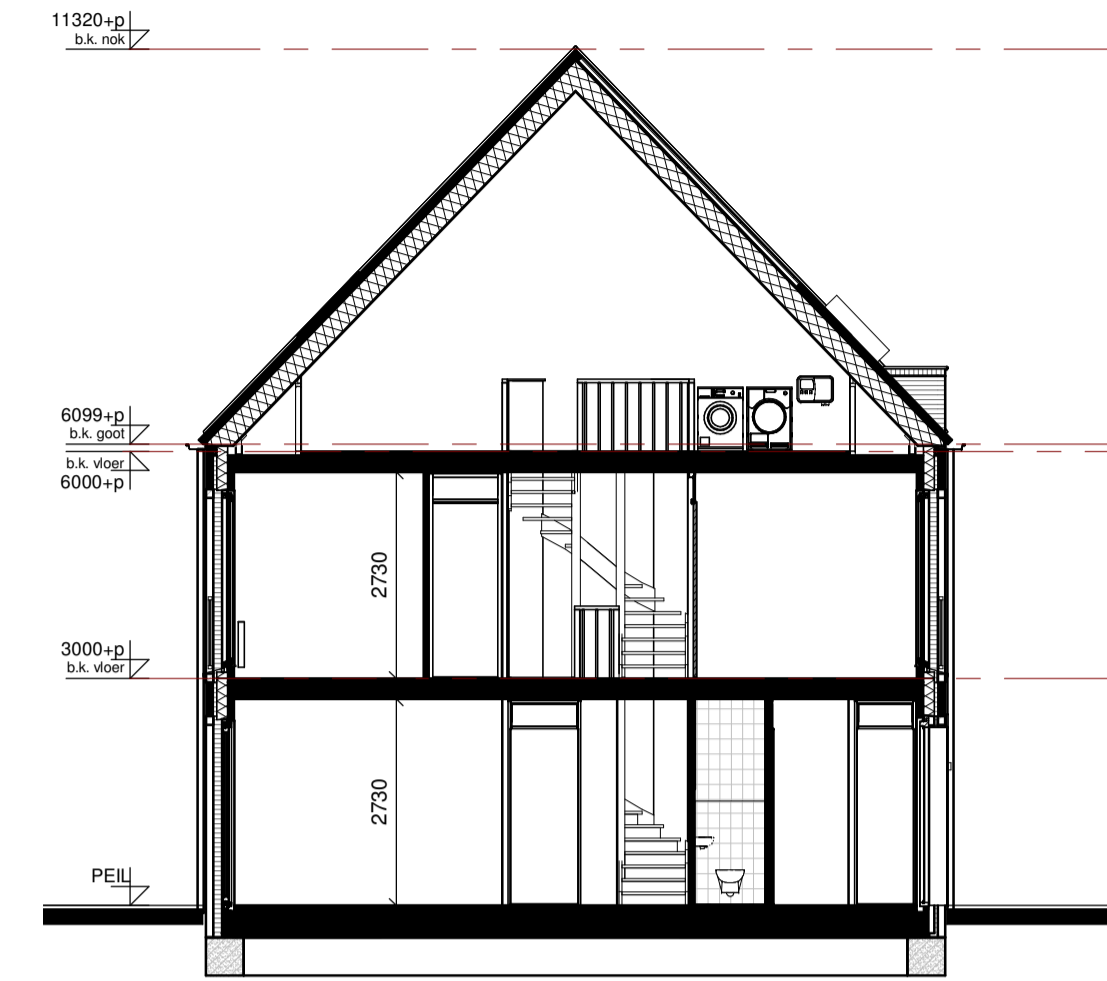 11320+p
b.k. nok
6099+p
b.k. goot
b.k. vloer
6000+p
2730
3000+p
b.k. vloer
2730
PEIL